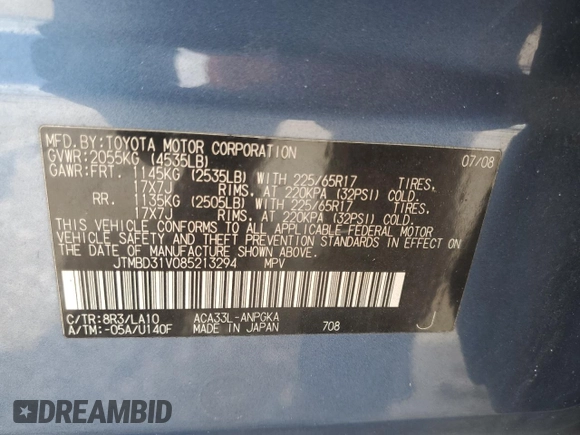 MFD.BY:TOYOTA MOTOR CORPORATION 07/08
GVWR:2055KG (4535LB)
GAWR:FRT. 1145KG (2535LB) WITH 225/65R17 TIRES,
17X7J RIMS, AT 220KPA (32PSI) COLD.
RR. 1135KG (2505LB) WITH 225/65R17 TIRES,
17X7J RIMS, AT 220KPA (32PSI) COLD.
THIS VEHICLE CONFORMS TO ALL APPLICABLE FEDERAL MOTOR
VEHICLE SAFETY AND BUMPER STANDARDS IN EFFECT ON
THE DATE OF MANUFACTURE SHOWN ABOVE.
JTMBD31V085213294 MPV
C/TR:8R3/LA10 ACA33L-ANPGKA
A/TM:-05A/U140F MADE IN JAPAN 708 J
DREAMBID